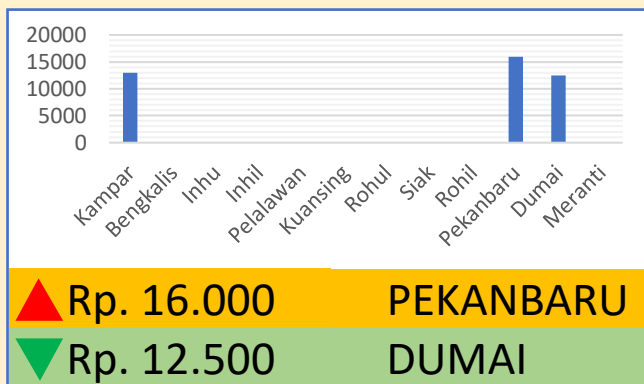 20000
15000
10000
5000
0
Kampar
Bengkalis
Inhu
Inhil
Pelalawan
Kuansing
Rohul
Siak
Rohil
Pekanbaru
Dumai
Meranti
Rp. 16.000 PEKANBARU
Rp. 12.500 DUMAI